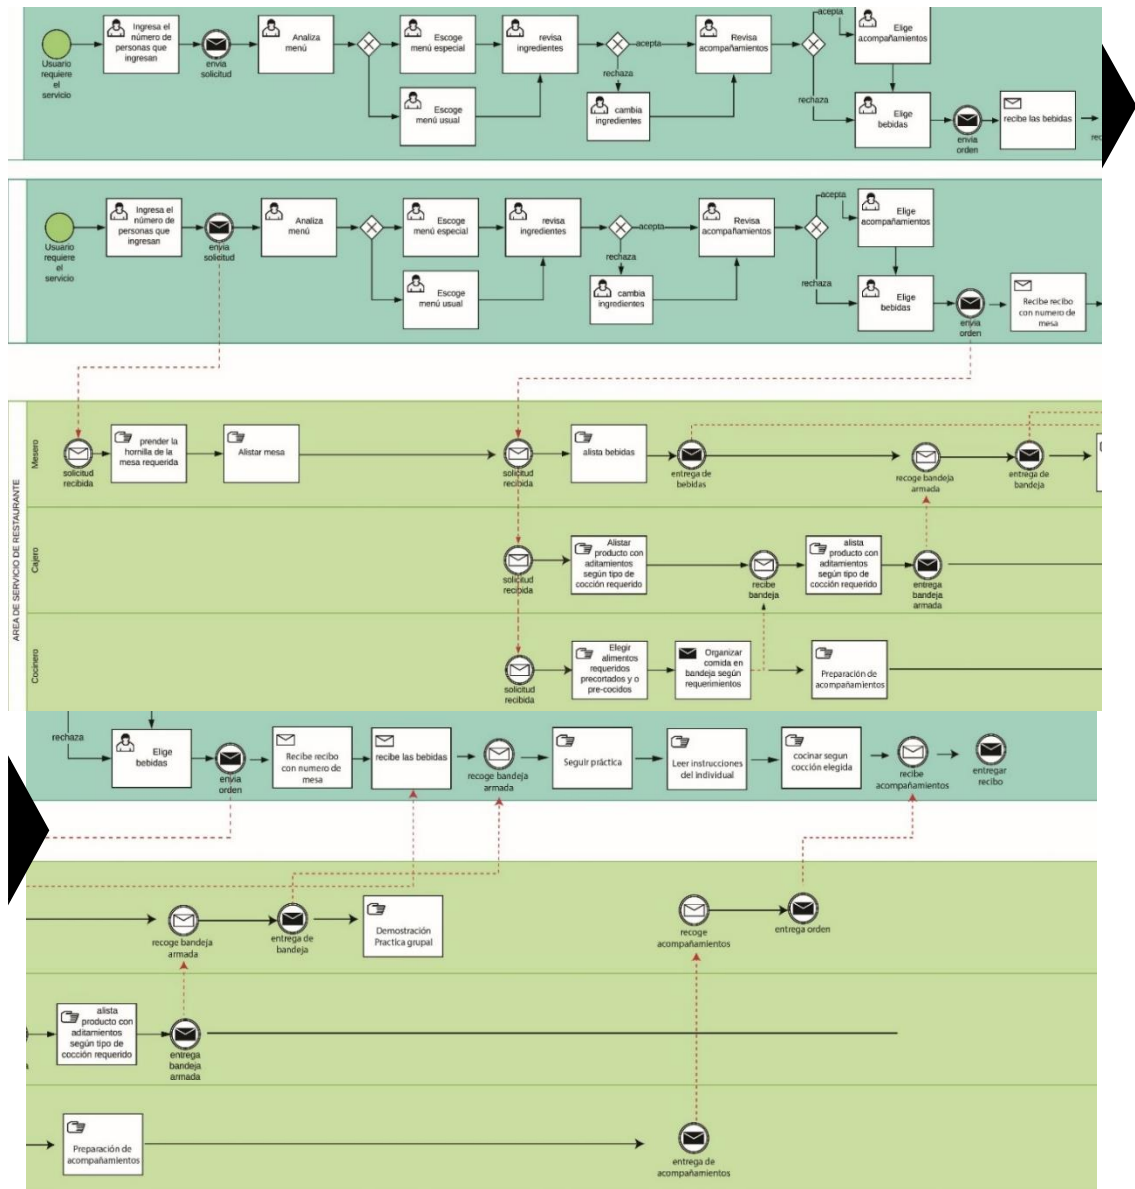 Ingresa el
número de
personas que
ingresan
Usuario
requiere
el
servicio
envia
solicitud
Analiza
menú
Escoge
menú especial
Escoge
menú usual
revisa
ingredientes
acepta
rechaza
cambia
ingredientes
Revisa
acompañamientos
acepta
rechaza
Elige
acompañamientos
Elige
bebidas
envia
orden
recibe las bebidas
Ingresa el
número de
personas que
ingresan
Usuario
requiere
el
servicio
envia
solicitud
Analiza
menú
Escoge
menú especial
Escoge
menú usual
revisa
ingredientes
acepta
rechaza
cambia
ingredientes
Revisa
acompañamientos
acepta
rechaza
Elige
acompañamientos
Elige
bebidas
envia
orden
Recibe recibo
con numero de
mesa
AREA DE SERVICIO DE RESTAURANTE
Mesero
solicitud
recibida
prender la
hornilla de la
mesa requerida
Alistar mesa
solicitud
recibida
alista bebidas
entrega de
bebidas
recoge bandeja
armada
entrega de
bandeja
Cajero
solicitud
recibida
Alistar
producto con
aditamientos
según tipo de
cocción requerido
recibe
bandeja
alista
producto con
aditamientos
según tipo de
cocción requerido
entrega
bandeja
armada
Cocinero
solicitud
recibida
Elegir
alimentos
requeridos
precortados y o
pre-cocidos
Organizar
comida en
bandeja según
requerimientos
Preparación de
acompañamientos
rechaza
Elige
bebidas
envia
orden
Recibe recibo
con numero de
mesa
recibe las bebidas
recoge bandeja
armada
Seguir práctica
Leer instrucciones
del individual
cocinar segun
cocción elegida
recibe
acompañamientos
entregar
recibo
recoge bandeja
armada
entrega de
bandeja
Demostración
Practica grupal
recoge
acompañamientos
entrega orden
alista
producto con
aditamientos
según tipo de
cocción requerido
entrega
bandeja
armada
Preparación de
acompañamientos
entrega de
acompañamientos